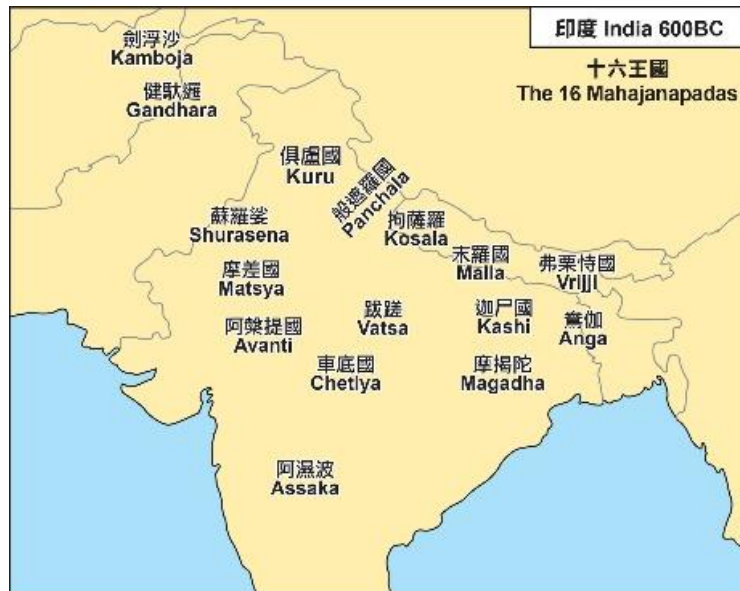 印度 India 600BC
十六王國
The 16 Mahajanapadas
劍浮沙
Kamboja
健馱邏
Gandhara
俱盧國
Kuru
般遮羅國
Panchala
蘇羅娑
Shurasena
拘薩羅
Kosala
末羅國
Malla
弗栗恃國
Vrijji
摩差國
Matsya
阿槃提國
Avanti
跋蹉
Vatsa
迦尸國
Kashi
鴦伽
Anga
車底國
Chetiya
摩揭陀
Magadha
阿濕波
Assaka